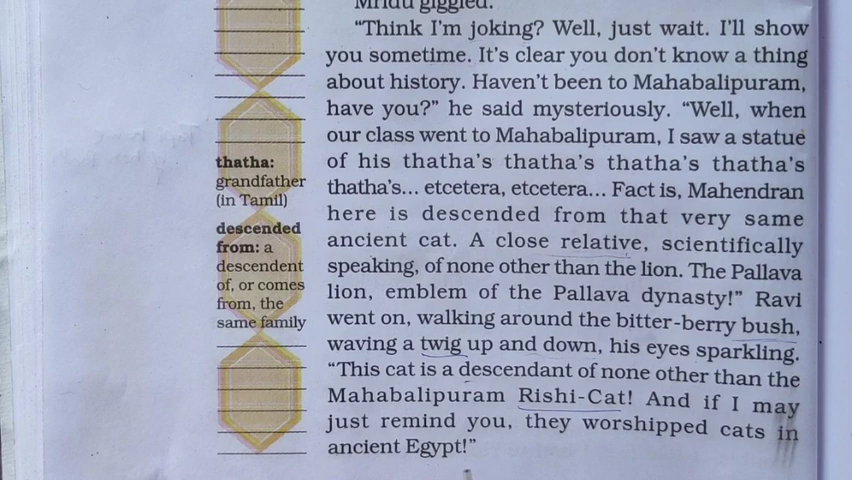 Mridu giggled.
“Think I’m joking? Well, just wait. I’ll show
you sometime. It’s clear you don’t know a thing
about history. Haven’t been to Mahabalipuram,
have you?” he said mysteriously. “Well, when
our class went to Mahabalipuram, I saw a statue
of his thatha’s thatha’s thatha’s thatha’s
thatha’s... etcetera, etcetera... Fact is, Mahendran
here is descended from that very same
ancient cat. A close relative, scientifically
speaking, of none other than the lion. The Pallava
lion, emblem of the Pallava dynasty!” Ravi
went on, walking around the bitter-berry bush,
waving a twig up and down, his eyes sparkling.
“This cat is a descendant of none other than the
Mahabalipuram Rishi-Cat! And if I may
just remind you, they worshipped cats in
ancient Egypt!”
thatha:
grandfather
(in Tamil)
descended
from: a
descendent
of, or comes
from, the
same family